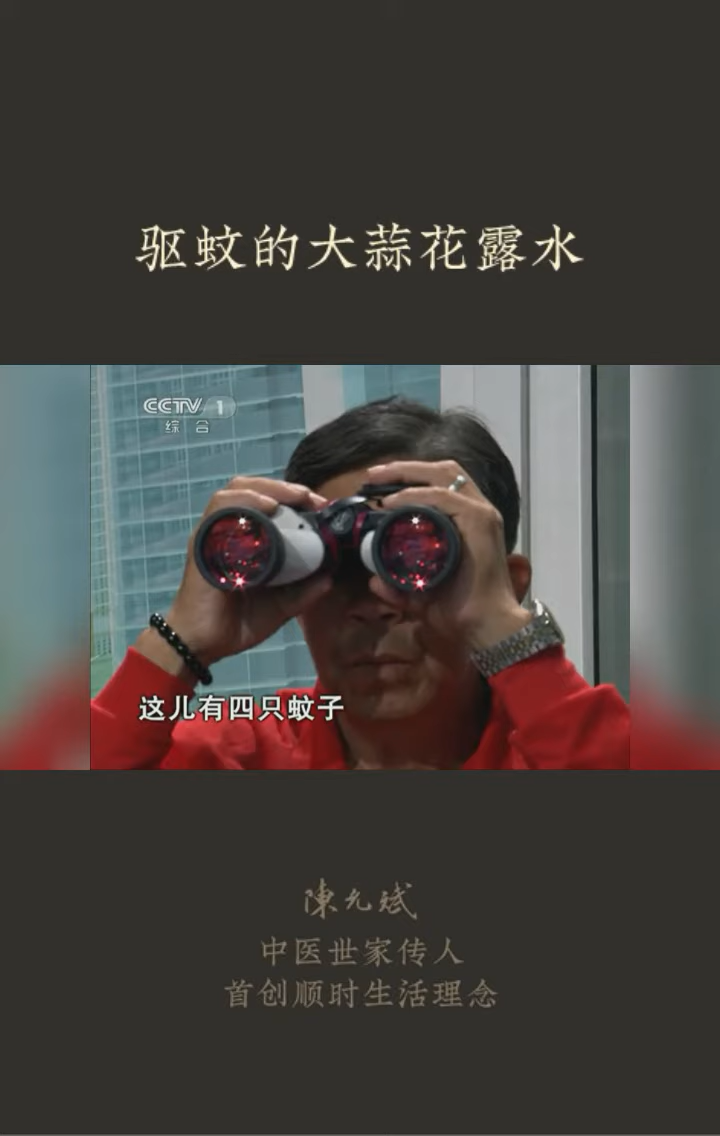 驱蚊的大蒜花露水
CCTV 1
综合
这儿有四只蚊子
陳允斌
中医世家传人
首创顺时生活理念